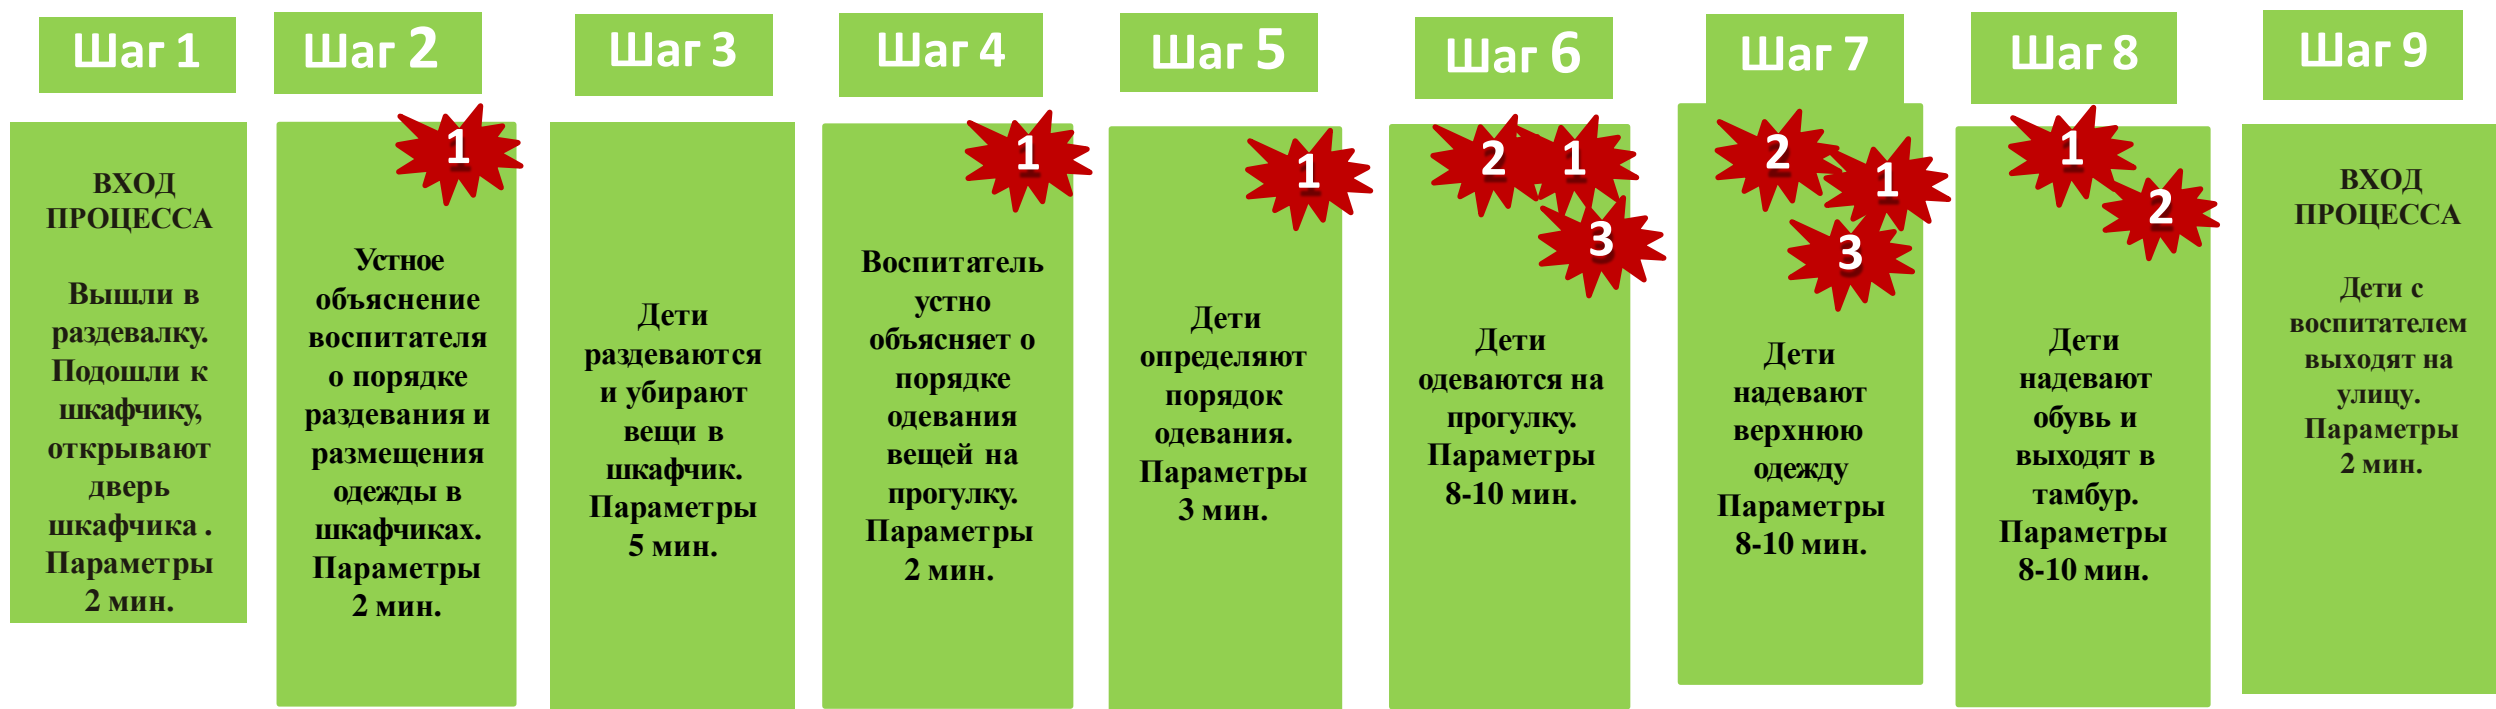 Шаг 1
ВХОД
ПРОЦЕССА
Вышли в
раздевалку.
Подошли к
шкафчику,
открывают
дверь
шкафчика .
Параметры
2 мин.
Шаг 2
1
Устное
объяснение
воспитателя
о порядке
раздевания и
размещения
одежды в
шкафчиках.
Параметры
2 мин.
Шаг 3
Дети
раздеваются
и убирают
вещи в
шкафчик.
Параметры
5 мин.
Шаг 4
1
Воспитатель
устно
объясняет о
порядке
одевания
вещей на
прогулку.
Параметры
2 мин.
Шаг 5
1
Дети
определяют
порядок
одевания.
Параметры
3 мин.
Шаг 6
2
1
3
Дети
одеваются на
прогулку.
Параметры
8-10 мин.
Шаг 7
2
1
3
Дети
надевают
верхнюю
одежду
Параметры
8-10 мин.
Шаг 8
1
2
Дети
надевают
обувь и
выходят в
тамбур.
Параметры
8-10 мин.
Шаг 9
ВХОД
ПРОЦЕССА
Дети с
воспитателем
выходят на
улицу.
Параметры
2 мин.